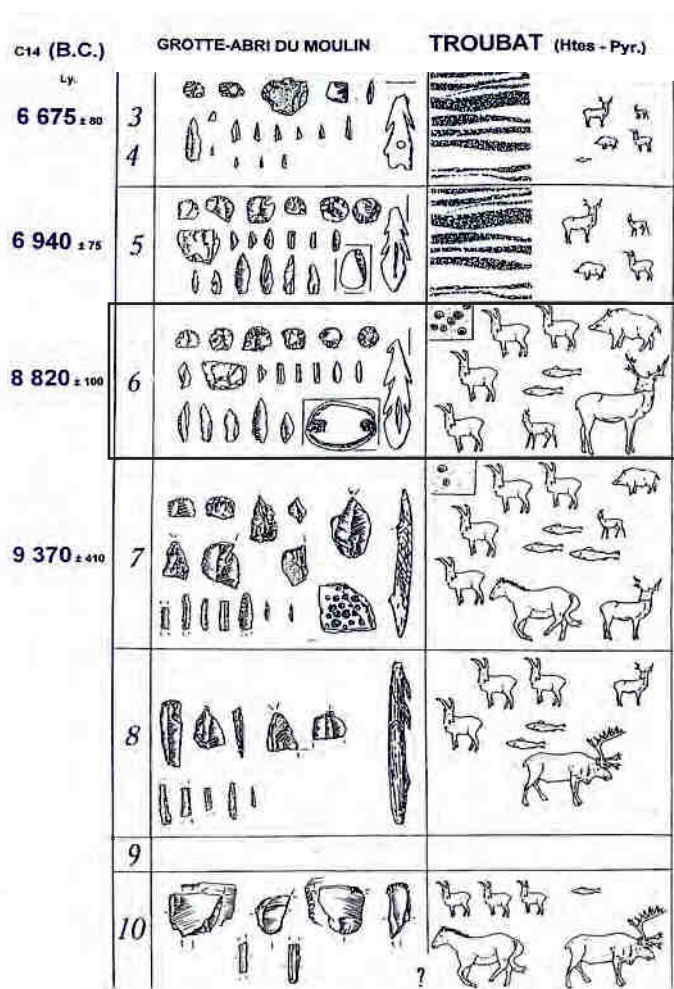 C14 (B.C.) GROTTE-ABRI DU MOULIN TROUBAT (Htes - Pyr.)
Ly.
6 675 ± 80
3
4
6 940 ± 75
5
8 820 ± 100
6
9 370 ± 410
7
8
9
10
?